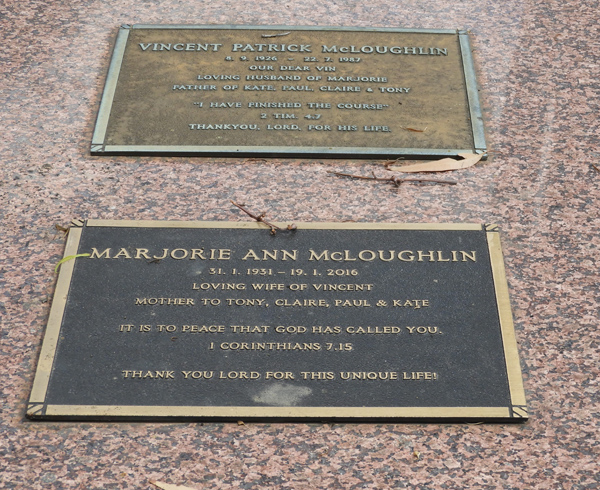 VINCENT PATRICK McLOUGHLIN
8. 9. 1926 – 22. 7. 1987
OUR DEAR VIN
LOVING HUSBAND OF MARJORIE
FATHER OF KATE, PAUL, CLAIRE & TONY
"I HAVE FINISHED THE COURSE"
2 TIM. 4.7
THANKYOU, LORD, FOR HIS LIFE.
MARJORIE ANN McLOUGHLIN
31. 1. 1931 – 19. 1. 2016
LOVING WIFE OF VINCENT
MOTHER TO TONY, CLAIRE, PAUL & KATE
IT IS TO PEACE THAT GOD HAS CALLED YOU.
1 CORINTHIANS 7.15
THANK YOU LORD FOR THIS UNIQUE LIFE!